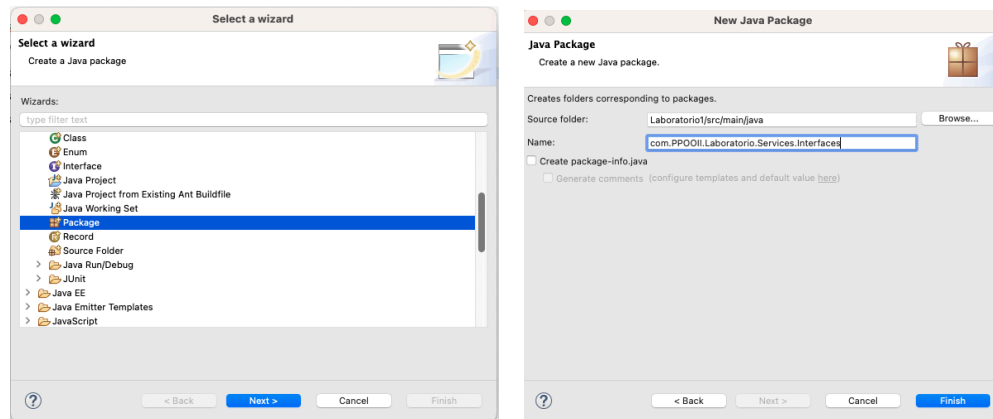 Select a wizard
Select a wizard
Create a Java package
Wizards:
type filter text
Class
Enum
Interface
Java Project
Java Project from Existing Ant Buildfile
Java Working Set
Package
Record
Source Folder
Java Run/Debug
JUnit
Java EE
Java Emitter Templates
JavaScript
? < Back Next > Cancel Finish
New Java Package
Java Package
Create a new Java package.
Creates folders corresponding to packages.
Source folder: Laboratorio1/src/main/java Browse...
Name: com.PPOOII.Laboratorio.Services.Interfaces
Create package-info.java
Generate comments (configure templates and default value here)
? < Back Next > Cancel Finish